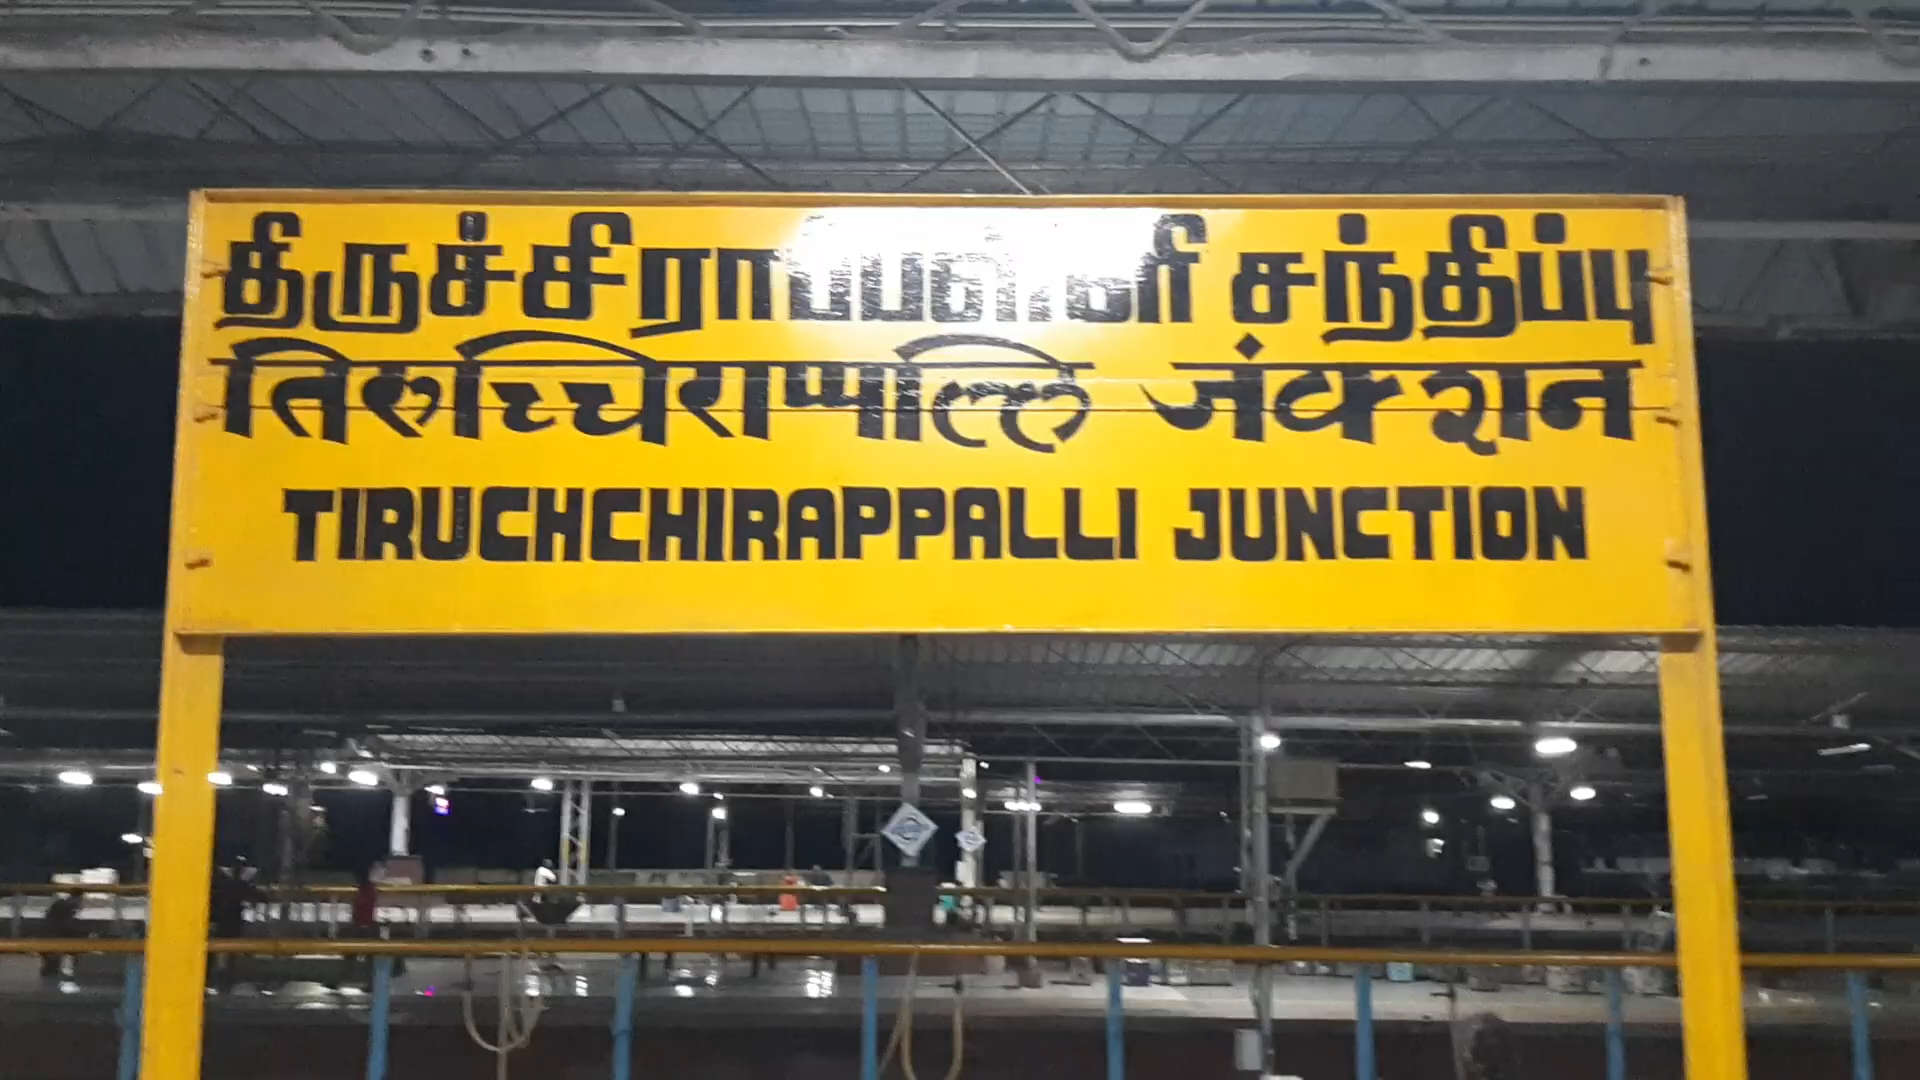 திருச்சிராப்பள்ளி சந்திப்பு
तिरुच्चिराप्पल्लि जंक्शन
TIRUCHCHIRAPPALLI JUNCTION